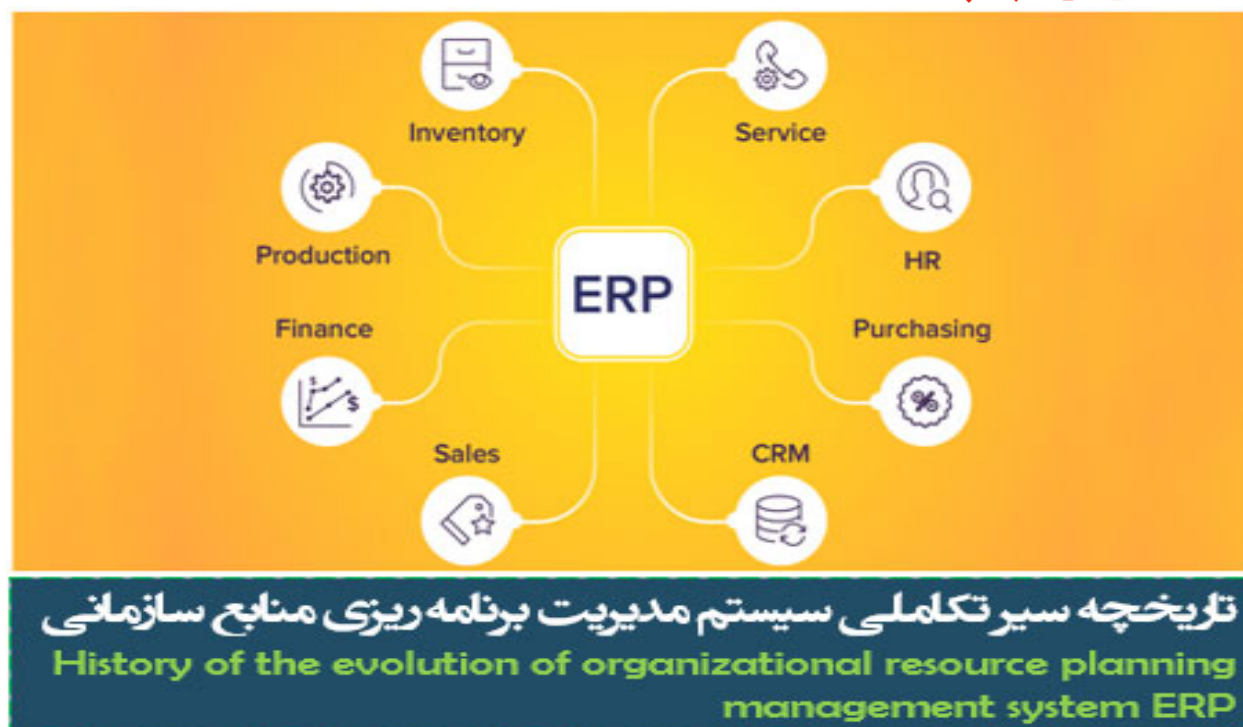 Inventory
Service
Production
HR
ERP
Finance
Purchasing
Sales
CRM
تاریخچه سیر تکاملی سیستم مدیریت برنامه ریزی منابع سازمانی
History of the evolution of organizational resource planning
management system ERP